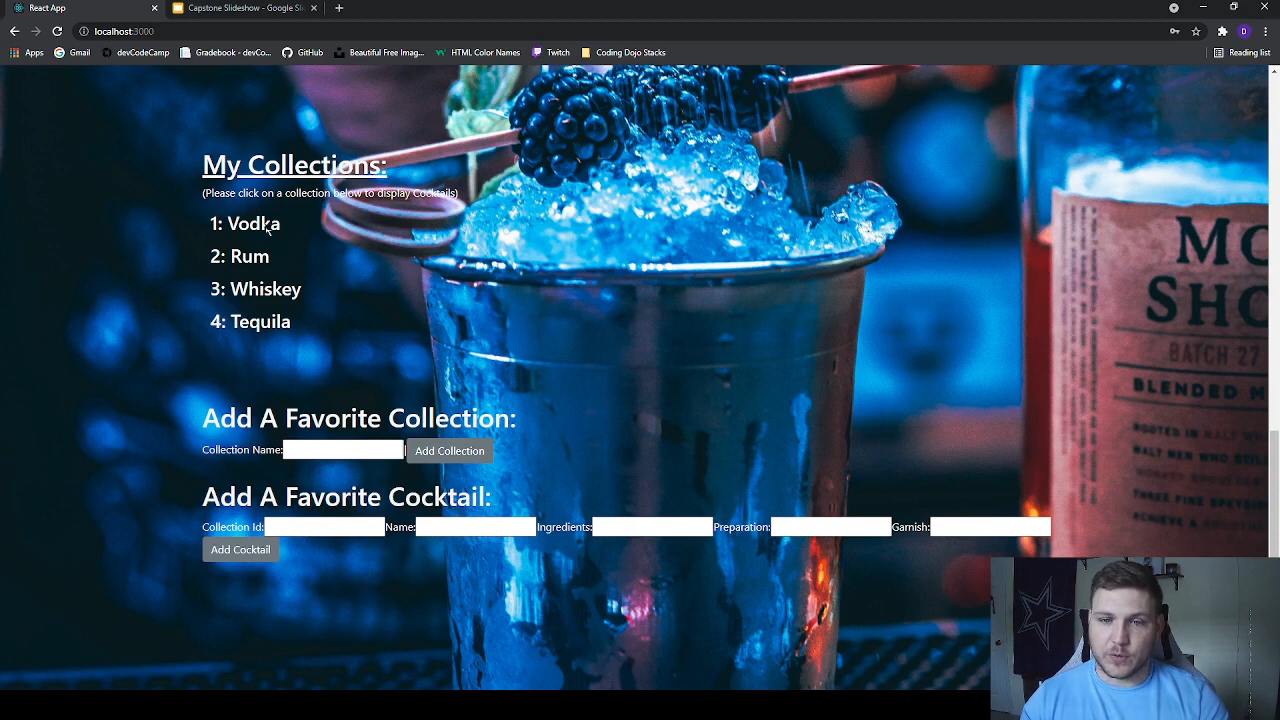 React App
Capstone Slideshow - Google Sli
localhost:3000
D
Apps
Gmail
devCodeCamp
Gradebook - devCo...
GitHub
Beautiful Free Imag...
HTML Color Names
Twitch
Coding Dojo Stacks
Reading list
My Collections:
(Please click on a collection below to display Cocktails)
1: Vodka
2: Rum
3: Whiskey
4: Tequila
Add A Favorite Collection:
Collection Name:
Add Collection
Add A Favorite Cocktail:
Collection Id:
Name:
Ingredients:
Preparation:
Garnish:
Add Cocktail
BATCH 27
BLENDED